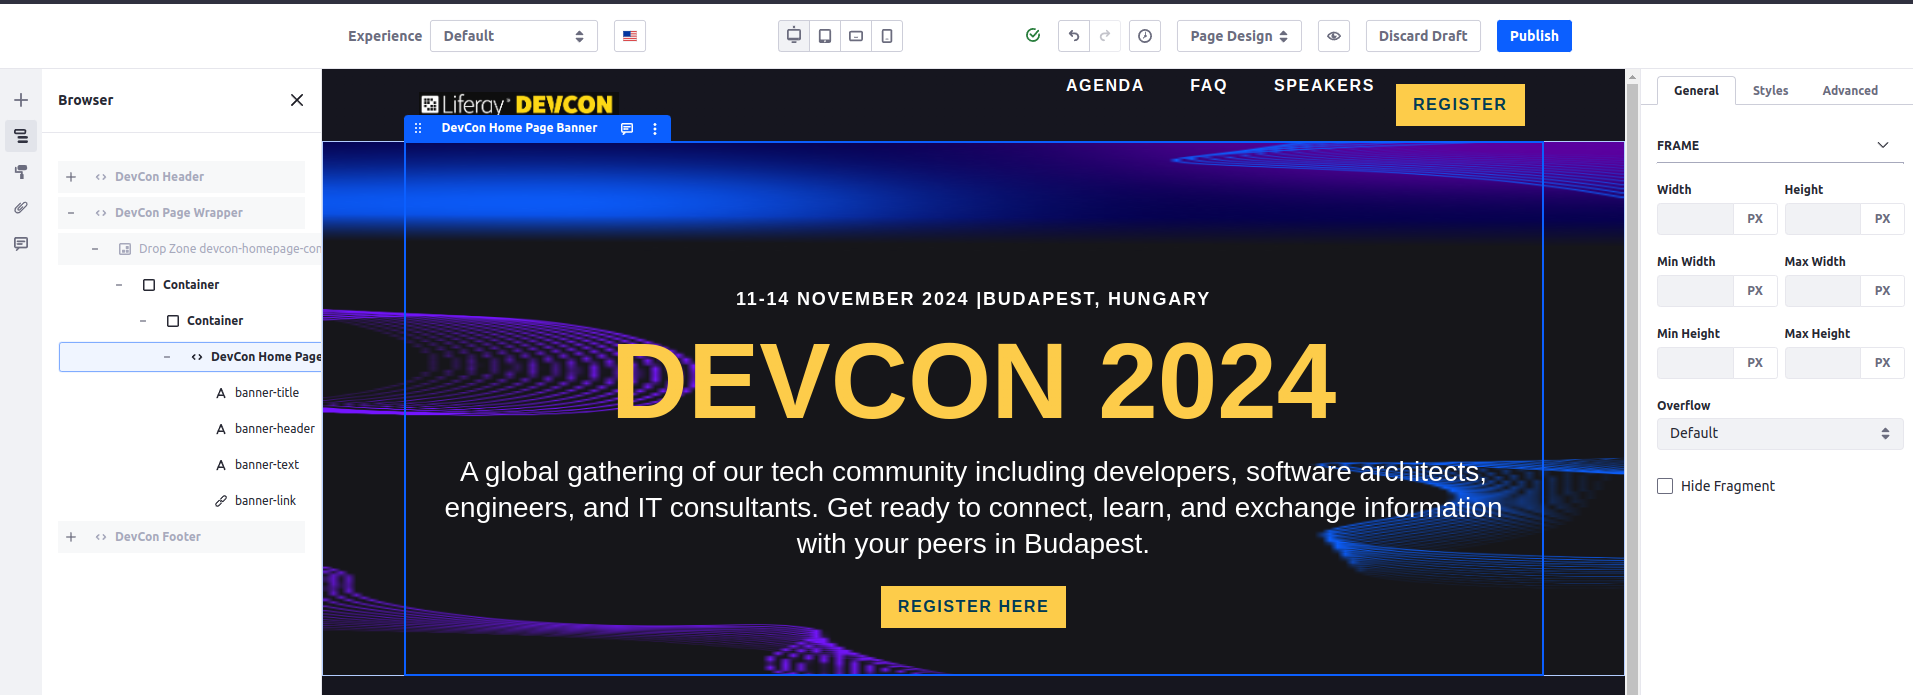 Experience
Default
Page Design
Discard Draft
Publish
Browser
DevCon Header
DevCon Page Wrapper
Drop Zone devcon-homepage-con
Container
Container
DevCon Home Page
banner-title
banner-header
banner-text
banner-link
DevCon Footer
Liferay DEVCON
AGENDA
FAQ
SPEAKERS
REGISTER
DevCon Home Page Banner
11-14 NOVEMBER 2024 |BUDAPEST, HUNGARY
DEVCON 2024
A global gathering of our tech community including developers, software architects,
engineers, and IT consultants. Get ready to connect, learn, and exchange information
with your peers in Budapest.
REGISTER HERE
General
Styles
Advanced
FRAME
Width
Height
PX
PX
Min Width
Max Width
PX
PX
Min Height
Max Height
PX
PX
Overflow
Default
Hide Fragment